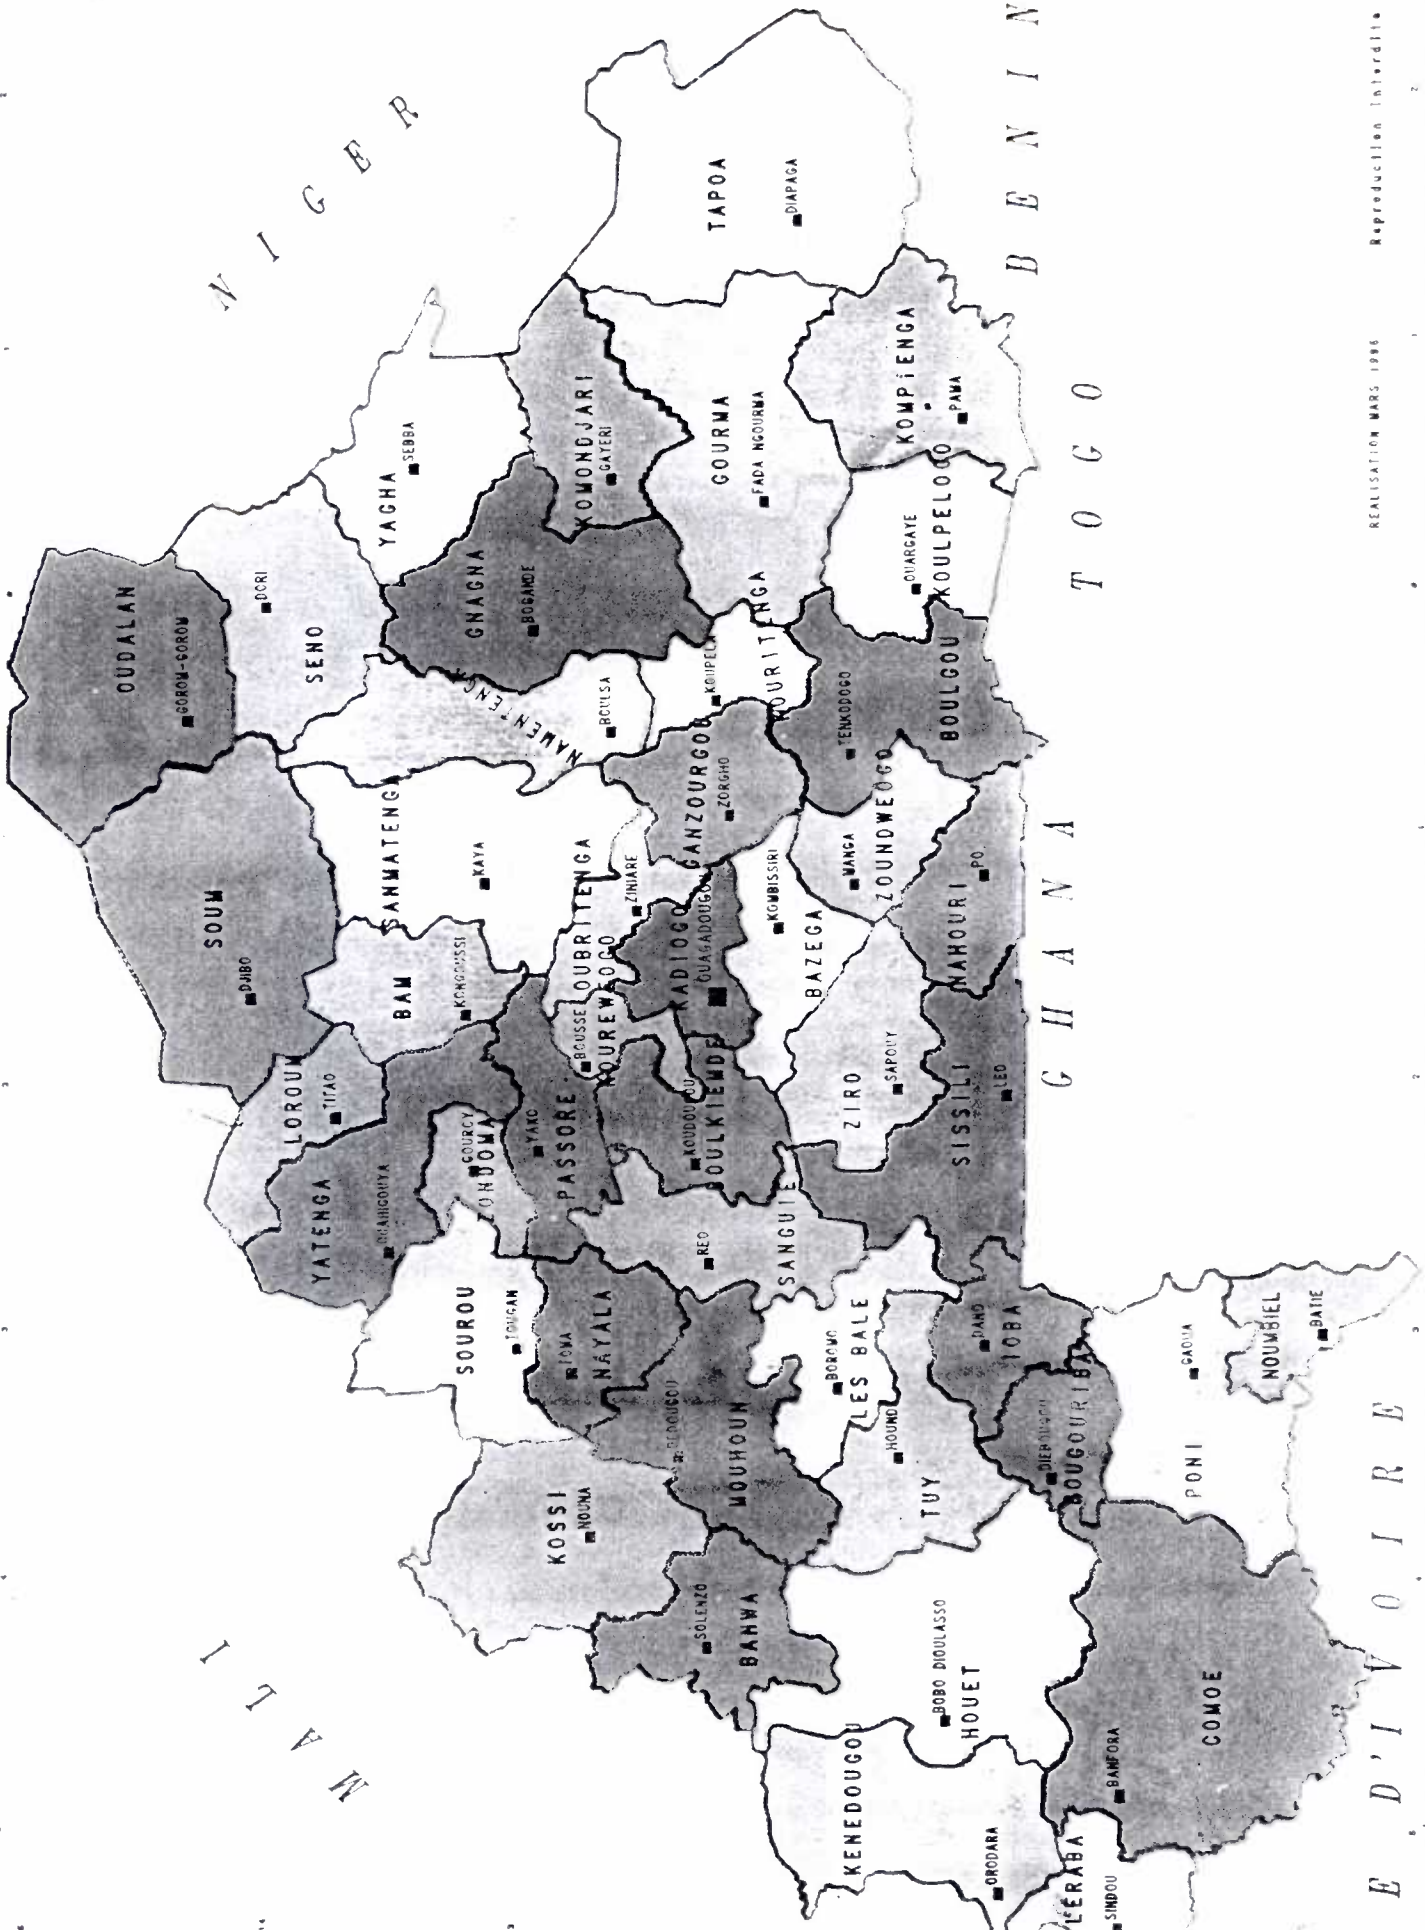 MALI
NIGER
BENIN
TOGO
GHANA
E D'IVOIRE
OUDALAN
GOROM-GOROM
SOUM
DJIBO
SENO
DORI
YAGHA
SEBBA
LOROUM
TITAO
YATENGA
OUAHIGOUYA
BAM
KONGOUSSI
SANMATENGA
KAYA
NAMENTENGA
BOULSA
GNAGNA
BOGANDE
KOMONDJARI
GAYERI
TAPOA
DIAPAGA
GOURMA
FADA NGOURMA
KOMPIENGA
PAMA
KOULPELOGO
OUARGAYE
KOURITENGA
KOUPELA
BOULGOU
TENKODOGO
GANZOURGOU
ZORGHO
OUBRITENGA
ZINIARE
KOUREWEOGO
BOUSSE
KADIOGO
OUAGADOUGOU
BAZEGA
KOMBISSIRI
ZOUNDWEOGO
MANGA
NAHOURI
PO
ZIRO
SAPOUY
SISSILI
LEO
BOULKIEMDE
KOUDOUGOU
PASSORE
YAKO
ZONDOMA
GOURCY
SOUROU
TOUGAN
NAYALA
TOMA
SANGUIE
REO
KOSSI
NOUNA
MOUHOUN
DEDOUGOU
BANWA
SOLENZO
LES BALE
BOROMO
TUY
HOUNDE
IOBA
DANO
BOUGOURIBA
DIEBOUGOU
PONI
GAOUA
NOUMBIEL
BATIE
HOUET
BOBO DIOULASSO
KENEDOUGOU
ORODARA
COMOE
BANFORA
LERABA
SINDOU
REALISATION MARS 1996
Reproduction Interdite